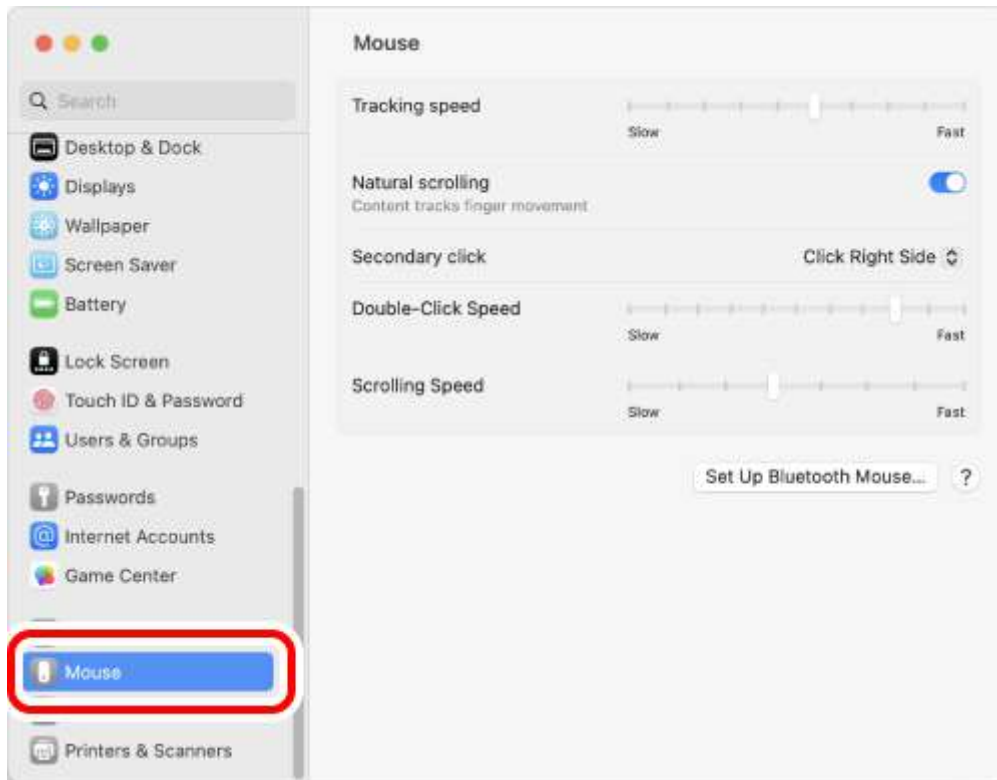 Search
Desktop & Dock
Displays
Wallpaper
Screen Saver
Battery
Lock Screen
Touch ID & Password
Users & Groups
Passwords
Internet Accounts
Game Center
Mouse
Printers & Scanners
Mouse
Tracking speed
Slow Fast
Natural scrolling
Content tracks finger movement
Secondary click Click Right Side
Double-Click Speed
Slow Fast
Scrolling Speed
Slow Fast
Set Up Bluetooth Mouse... ?